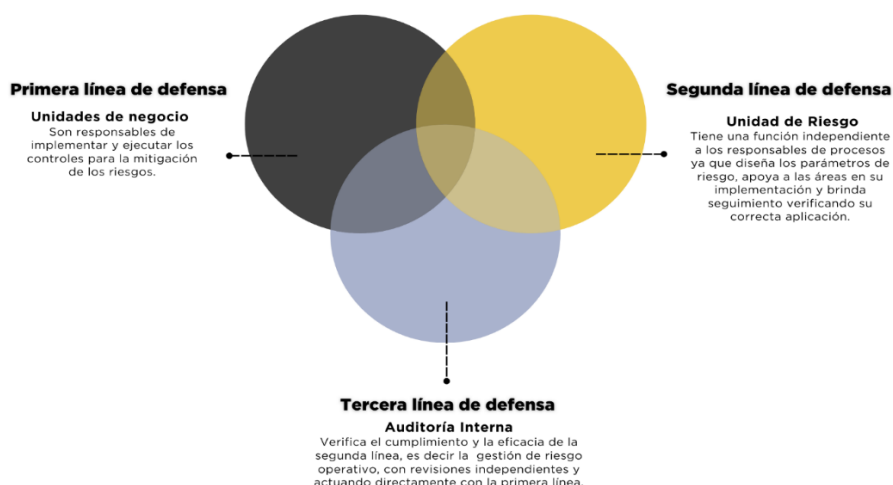 Primera línea de defensa
Unidades de negocio
Son responsables de
implementar y ejecutar los
controles para la mitigación
de los riesgos.
Segunda línea de defensa
Unidad de Riesgo
Tiene una función independiente
a los responsables de procesos
ya que diseña los parámetros de
riesgo, apoya a las áreas en su
implementación y brinda
seguimiento verificando su
correcta aplicación.
Tercera línea de defensa
Auditoría Interna
Verifica el cumplimiento y la eficacia de la
segunda línea, es decir la gestión de riesgo
operativo, con revisiones independientes y
actuando directamente con la primera línea.